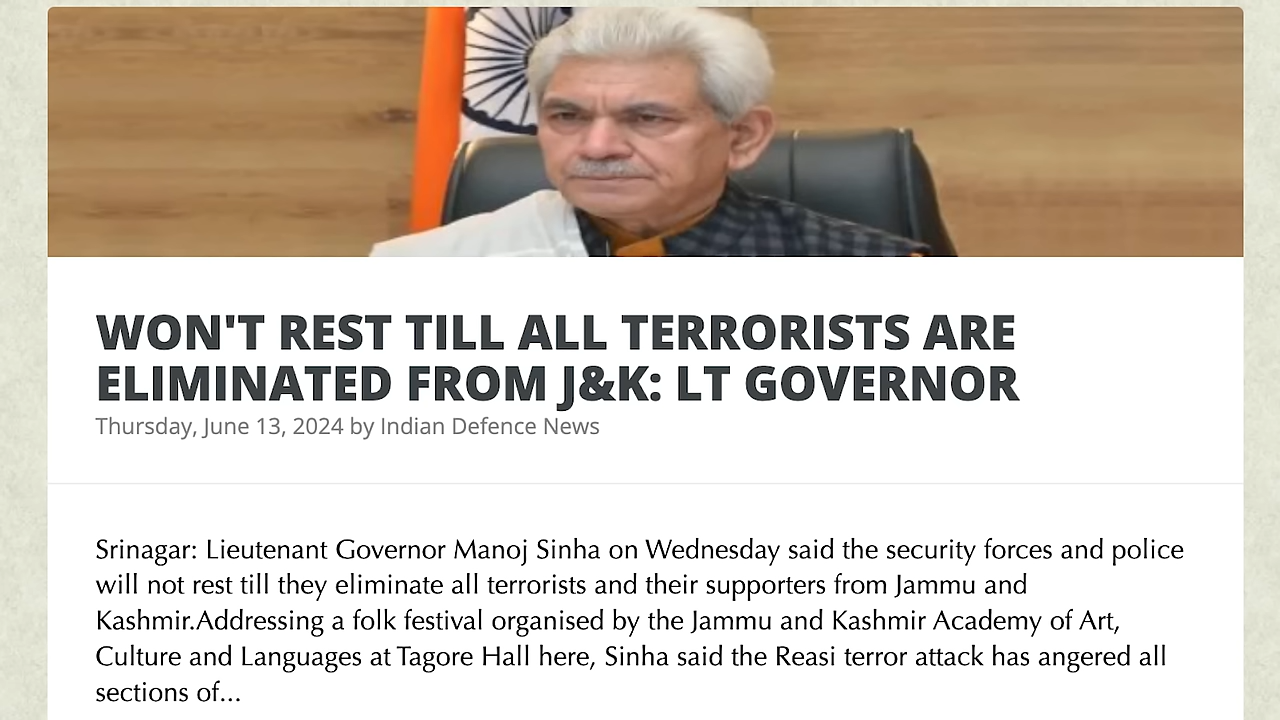 WON'T REST TILL ALL TERRORISTS ARE
ELIMINATED FROM J&K: LT GOVERNOR
Thursday, June 13, 2024 by Indian Defence News
Srinagar: Lieutenant Governor Manoj Sinha on Wednesday said the security forces and police
will not rest till they eliminate all terrorists and their supporters from Jammu and
Kashmir.Addressing a folk festival organised by the Jammu and Kashmir Academy of Art,
Culture and Languages at Tagore Hall here, Sinha said the Reasi terror attack has angered all
sections of...